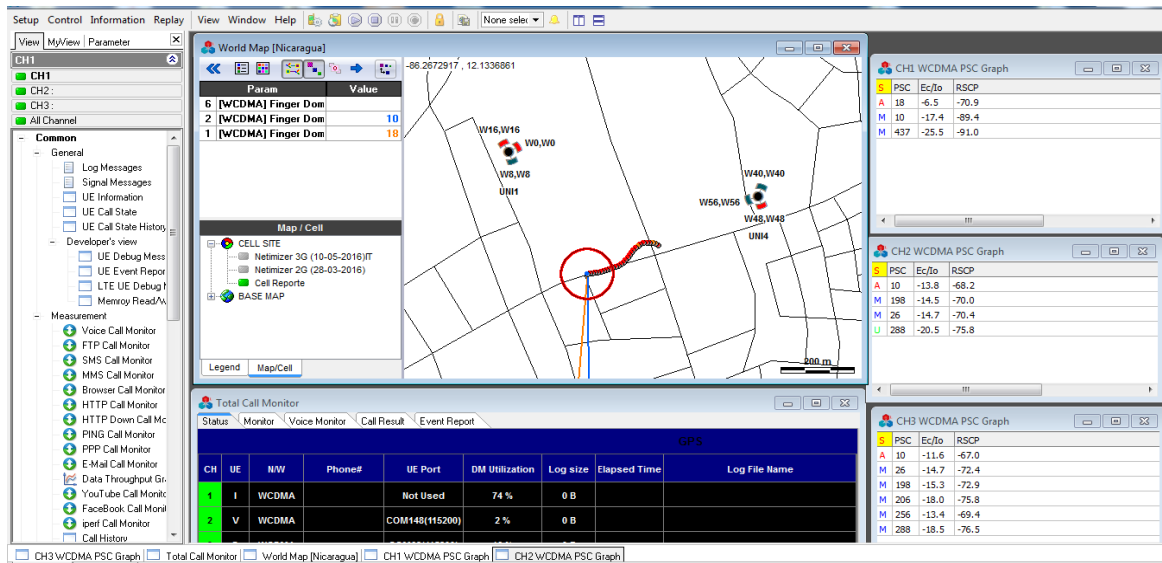 Setup Control Information Replay View Window Help None selec
View MyView Parameter
CH1
CH1
CH2 :
CH3 :
All Channel
Common
General
Log Messages
Signal Messages
UE Information
UE Call State
UE Call State History
Developer's view
UE Debug Mess
UE Event Repor
LTE UE Debug
Memroy Read/
Measurement
Voice Call Monitor
FTP Call Monitor
SMS Call Monitor
MMS Call Monitor
Browser Call Monitor
HTTP Call Monitor
HTTP Down Call Mc
PING Call Monitor
PPP Call Monitor
E-Mail Call Monitor
Data Throughput Gr
YouTube Call Monitc
FaceBook Call Monit
iperf Call Monitor
Call History
World Map [Nicaragua]
-86.2672917 , 12.1336861
Param Value
6 [WCDMA] Finger Dom
2 [WCDMA] Finger Dom 10
1 [WCDMA] Finger Dom 18
Map / Cell
CELL SITE
Netimizer 3G (10-05-2016)IT
Netimizer 2G (28-03-2016)
Cell Reporte
BASE MAP
Legend Map/Cell
W16,W16
W0,W0
W8,W8
UNI1
W40,W40
W56,W56
W48,W48
UNI4
200 m
Total Call Monitor
Status Monitor Voice Monitor Call Result Event Report
GPS
CH UE N/W Phone# UE Port DM Utilization Log size Elapsed Time Log File Name
1 I WCDMA Not Used 74 % 0 B
2 V WCDMA COM148(115200) 2 % 0 B
CH1 WCDMA PSC Graph
S PSC Ec/Io RSCP
A 18 -6.5 -70.9
M 10 -17.4 -89.4
M 437 -25.5 -91.0
CH2 WCDMA PSC Graph
S PSC Ec/Io RSCP
A 10 -13.8 -68.2
M 198 -14.5 -70.0
M 26 -14.7 -70.4
U 288 -20.5 -75.8
CH3 WCDMA PSC Graph
S PSC Ec/Io RSCP
A 10 -11.6 -67.0
M 26 -14.7 -72.4
M 198 -15.3 -72.9
M 206 -18.0 -75.8
M 256 -13.4 -69.4
M 288 -18.5 -76.5
CH3 WCDMA PSC Graph Total Call Monitor World Map [Nicaragua] CH1 WCDMA PSC Graph CH2 WCDMA PSC Graph